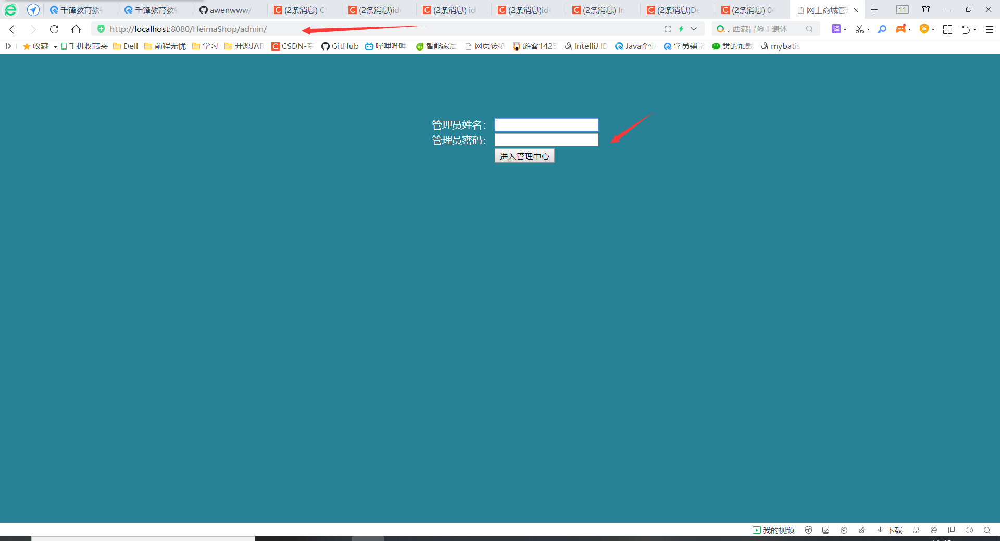 千锋教育教
千锋教育教
awenwww/
(2条消息) C
(2条消息)ide
(2条消息) id
(2条消息)ide
(2条消息) In
(2条消息)De
(2条消息) 04
网上商城管
11
http://localhost:8080/HeimaShop/admin/
西藏冒险王遗体
译
收藏
手机收藏夹
Dell
前程无忧
学习
开源JAR
CSDN-专
GitHub
哔哩哔哩
智能家居
网页转换
游客1425
IntelliJ ID
Java企业
学员辅学
类的加载
mybatis
管理员姓名：
管理员密码：
进入管理中心
我的视频
下载